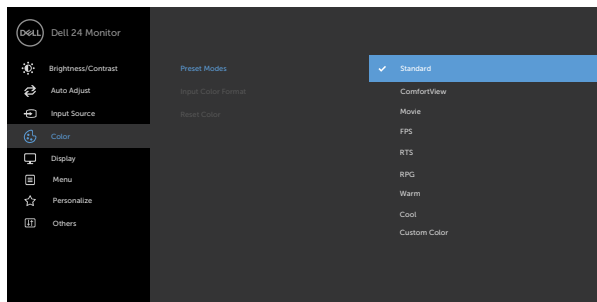 DELL Dell 24 Monitor
Brightness/Contrast
Auto Adjust
Input Source
Color
Display
Menu
Personalize
Others
Preset Modes
Input Color Format
Reset Color
Standard
ComfortView
Movie
FPS
RTS
RPG
Warm
Cool
Custom Color